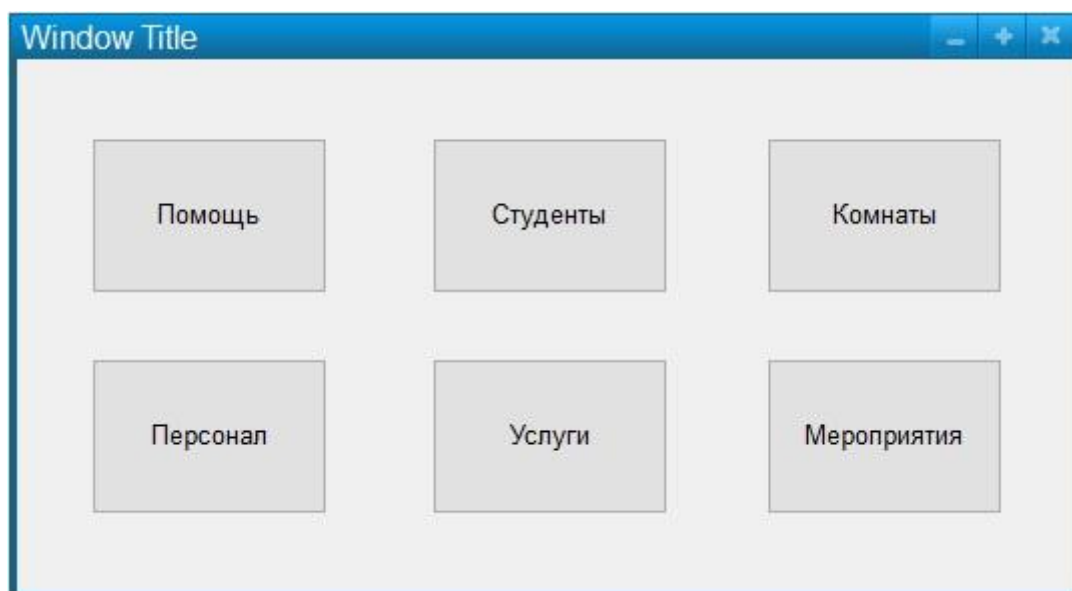 Window Title
Помощь
Студенты
Комнаты
Персонал
Услуги
Мероприятия